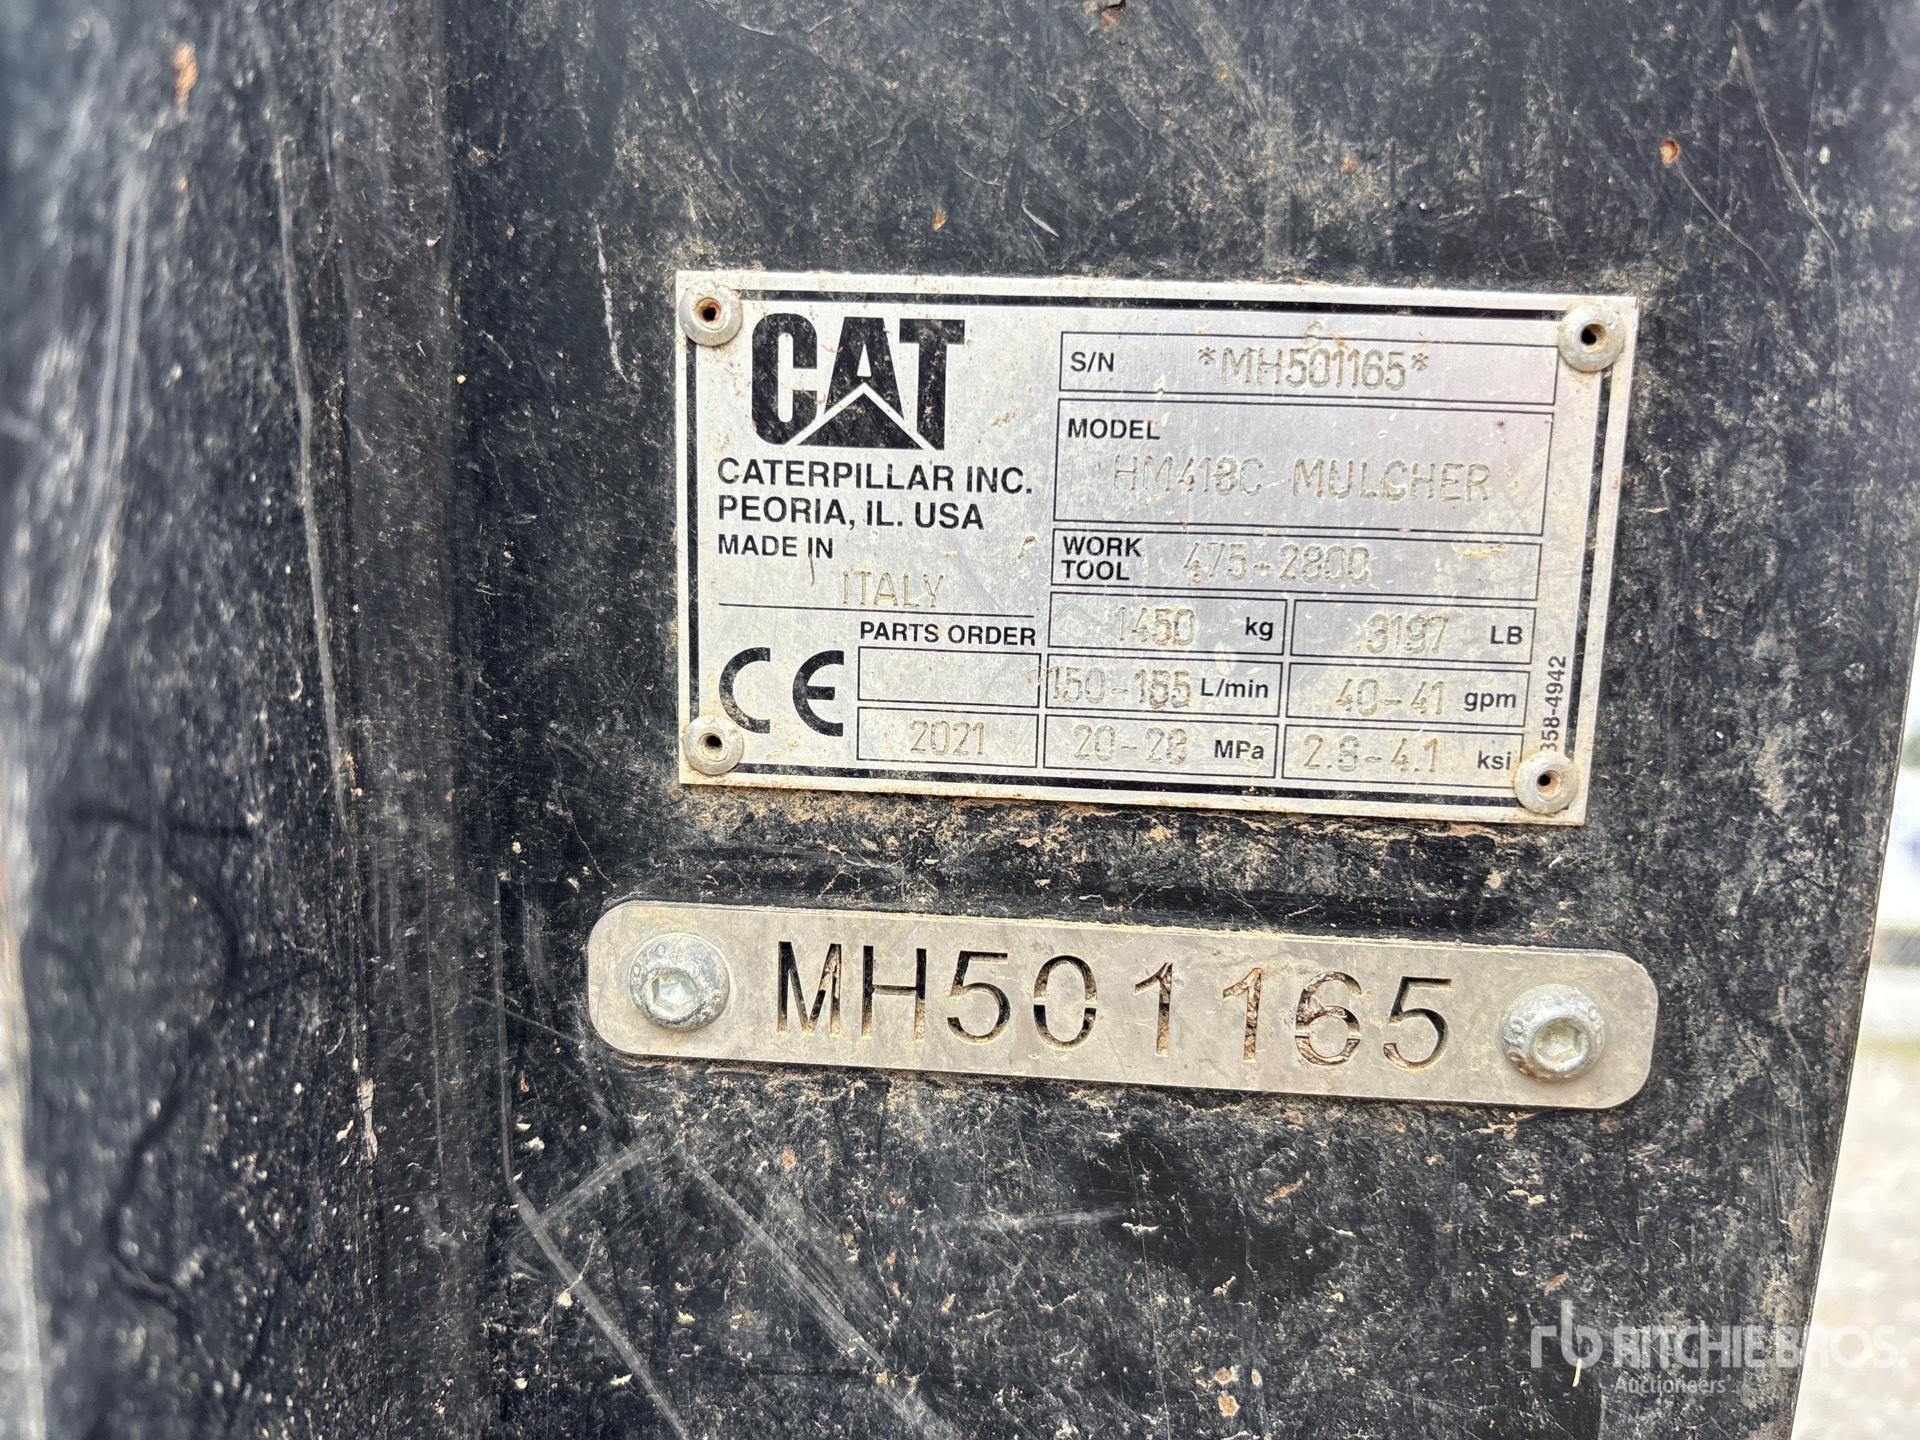 CAT
CATERPILLAR INC.
PEORIA, IL. USA
MADE IN
ITALY
S/N *MH501165*
MODEL
HM418C MULCHER
WORK TOOL 475-2800
1450 kg 3197 LB
PARTS ORDER
CE
150-155 L/min 40-41 gpm
2021 20-28 MPa 2.8-4.1 ksi
358-4942
MH501165
rb RITCHIE BROS.
Auctioneers